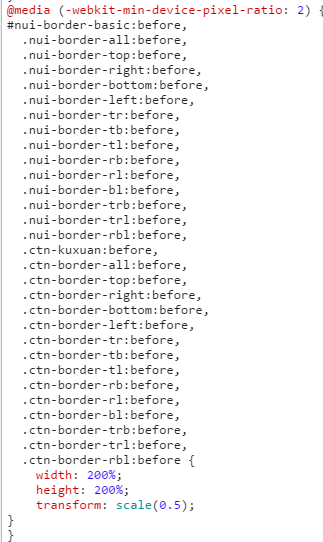 @media (-webkit-min-device-pixel-ratio: 2) {
#nui-border-basic:before,
.nui-border-all:before,
.nui-border-top:before,
.nui-border-right:before,
.nui-border-bottom:before,
.nui-border-left:before,
.nui-border-tr:before,
.nui-border-tb:before,
.nui-border-tl:before,
.nui-border-rb:before,
.nui-border-rl:before,
.nui-border-bl:before,
.nui-border-trb:before,
.nui-border-trl:before,
.nui-border-rbl:before,
.ctn-kuxuan:before,
.ctn-border-all:before,
.ctn-border-top:before,
.ctn-border-right:before,
.ctn-border-bottom:before,
.ctn-border-left:before,
.ctn-border-tr:before,
.ctn-border-tb:before,
.ctn-border-tl:before,
.ctn-border-rb:before,
.ctn-border-rl:before,
.ctn-border-bl:before,
.ctn-border-trb:before,
.ctn-border-trl:before,
.ctn-border-rbl:before {
width: 200%;
height: 200%;
transform: scale(0.5);
}
}